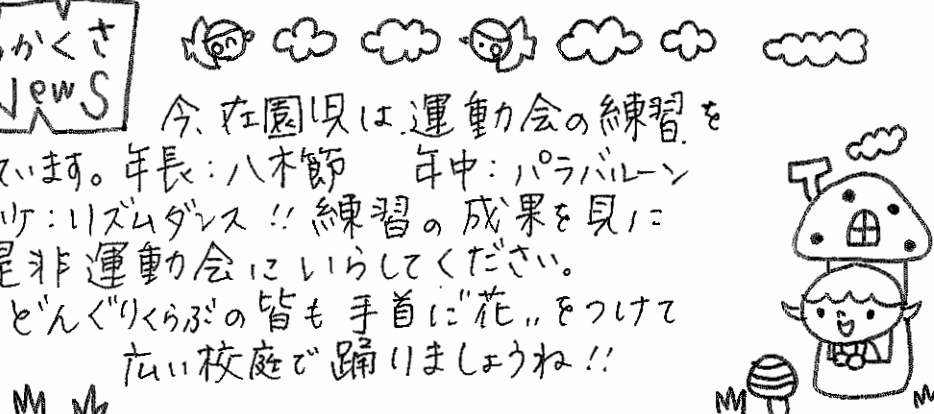 わかくさ
News
今、在園児は、運動会の練習を
ています。年長：八木節　年中：パラバルーン
少：リズムダンス!!練習の成果を見に
是非運動会にいらしてください。
どんぐりくらぶの皆も手首に"花"をつけて
広い校庭で踊りましょうね!!